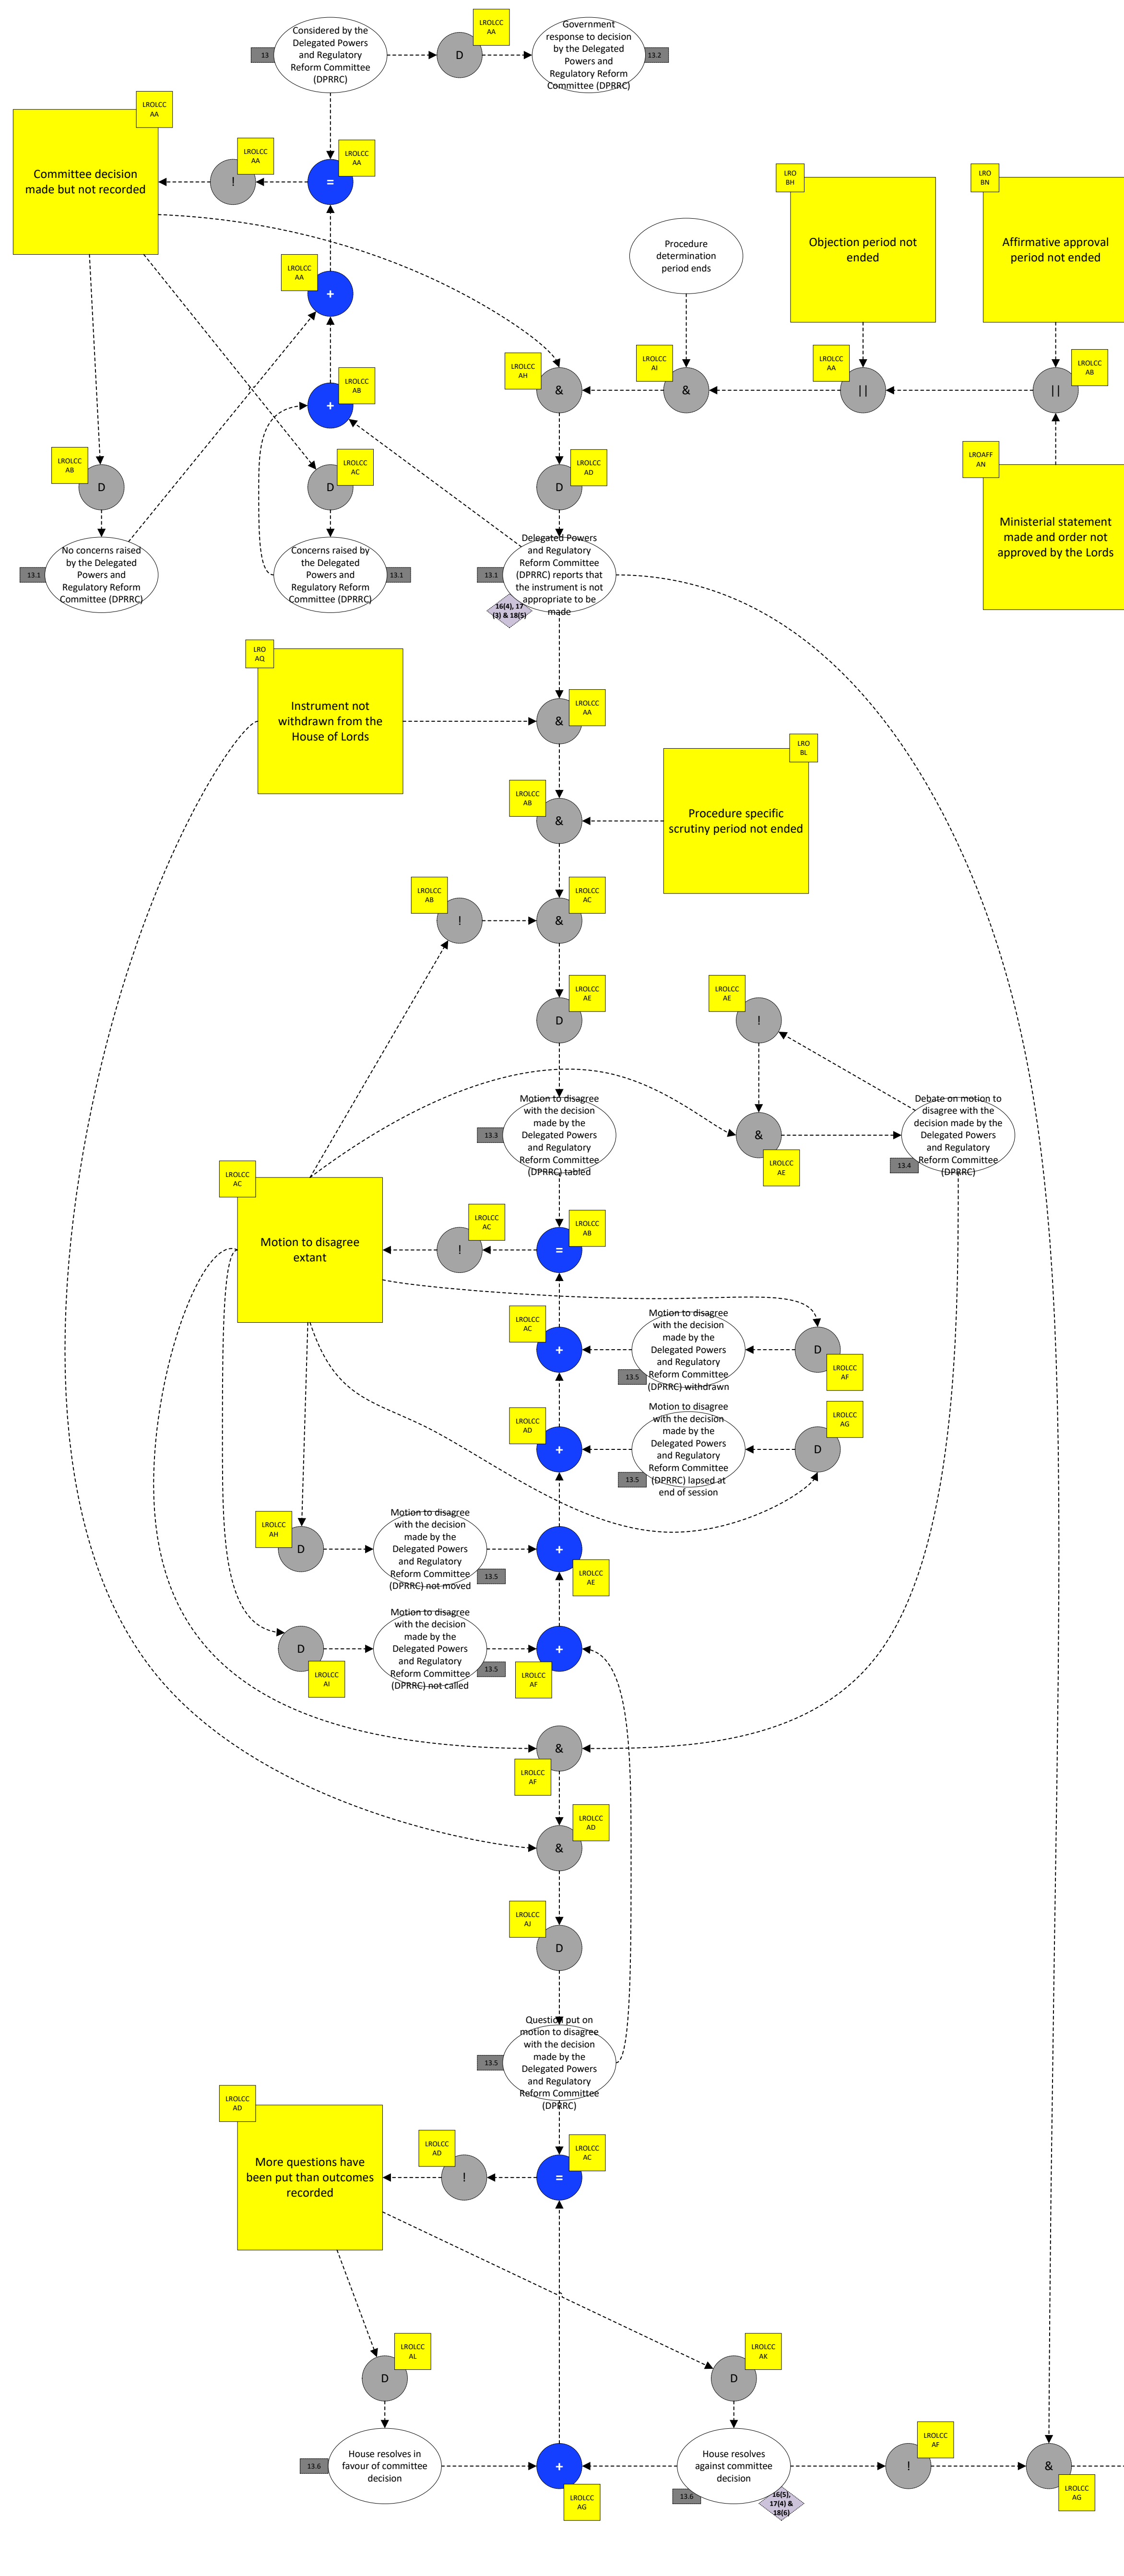 LROLCC
AA
Considered by the
Delegated Powers
and Regulatory
Reform Committee
(DPRRC)
13
D
Government
response to decision
by the Delegated
Powers and
Regulatory Reform
Committee (DPRRC)
13.2
LROLCC
AA
Committee decision
made but not recorded
LROLCC
AA
!
LROLCC
AA
=
LRO
BH
Objection period not
ended
LRO
BN
Affirmative approval
period not ended
Procedure
determination
period ends
LROLCC
AA
+
LROLCC
AB
+
LROLCC
AH
&
LROLCC
AI
&
LROLCC
AA
||
LROLCC
AB
||
LROLCC
AB
D
LROLCC
AC
D
LROLCC
AD
D
LROAFF
AN
Ministerial statement
made and order not
approved by the Lords
13.1
No concerns raised
by the Delegated
Powers and
Regulatory Reform
Committee (DPRRC)
Concerns raised by
the Delegated
Powers and
Regulatory Reform
Committee (DPRRC)
13.1
13.1
Delegated Powers
and Regulatory
Reform Committee
(DPRRC) reports that
the instrument is not
appropriate to be
made
16(4), 17
(3) & 18(5)
LRO
AQ
Instrument not
withdrawn from the
House of Lords
LROLCC
AA
&
LRO
BL
Procedure specific
scrutiny period not ended
LROLCC
AB
&
LROLCC
AB
!
LROLCC
AC
&
LROLCC
AE
D
LROLCC
AE
!
13.3
Motion to disagree
with the decision
made by the
Delegated Powers
and Regulatory
Reform Committee
(DPRRC) tabled
&
LROLCC
AE
Debate on motion to
disagree with the
decision made by the
Delegated Powers
and Regulatory
Reform Committee
(DPRRC)
13.4
LROLCC
AC
Motion to disagree
extant
LROLCC
AC
!
LROLCC
AB
=
LROLCC
AC
+
Motion to disagree
with the decision
made by the
Delegated Powers
and Regulatory
Reform Committee
(DPRRC) withdrawn
13.5
D
LROLCC
AF
LROLCC
AD
+
Motion to disagree
with the decision
made by the
Delegated Powers
and Regulatory
Reform Committee
(DPRRC) lapsed at
end of session
13.5
LROLCC
AG
D
LROLCC
AH
D
Motion to disagree
with the decision
made by the
Delegated Powers
and Regulatory
Reform Committee
(DPRRC) not moved
13.5
+
LROLCC
AE
D
LROLCC
AI
Motion to disagree
with the decision
made by the
Delegated Powers
and Regulatory
Reform Committee
(DPRRC) not called
13.5
+
LROLCC
AF
&
LROLCC
AF
LROLCC
AD
&
LROLCC
AJ
D
13.5
Question put on
motion to disagree
with the decision
made by the
Delegated Powers
and Regulatory
Reform Committee
(DPRRC)
LROLCC
AD
More questions have
been put than outcomes
recorded
LROLCC
AD
!
LROLCC
AC
=
LROLCC
AL
D
LROLCC
AK
D
13.6
House resolves in
favour of committee
decision
+
LROLCC
AG
House resolves
against committee
decision
13.6
16(5),
17(4) &
18(6)
LROLCC
AF
!
&
LROLCC
AG